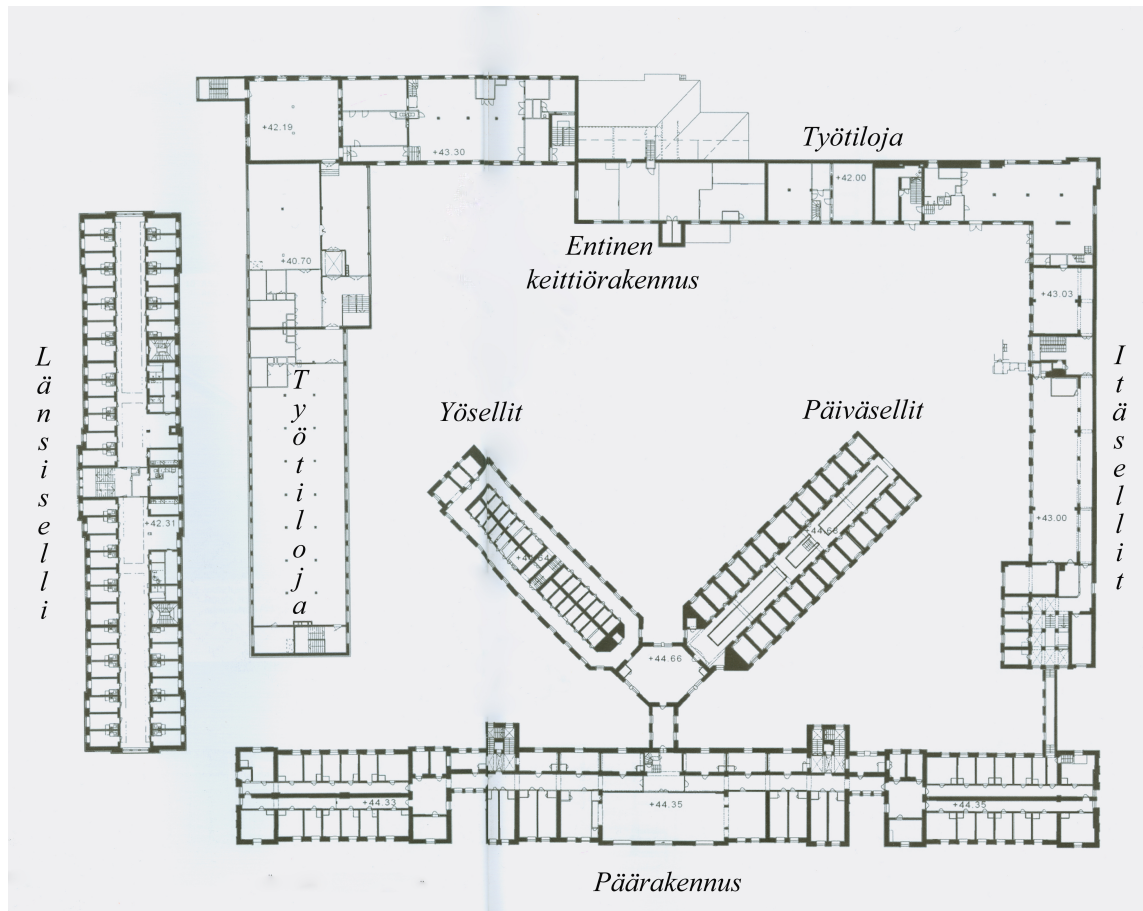 +42.19
+43.30
Työtiloja
+42.00
Entinen
keittiörakennus
+40.70
+43.03
Länsiselli
Työtiloja
Itäsellit
Yösellit
Päiväsellit
+42.31
+43.00
+44.66
+44.33
+44.35
+44.35
Päärakennus